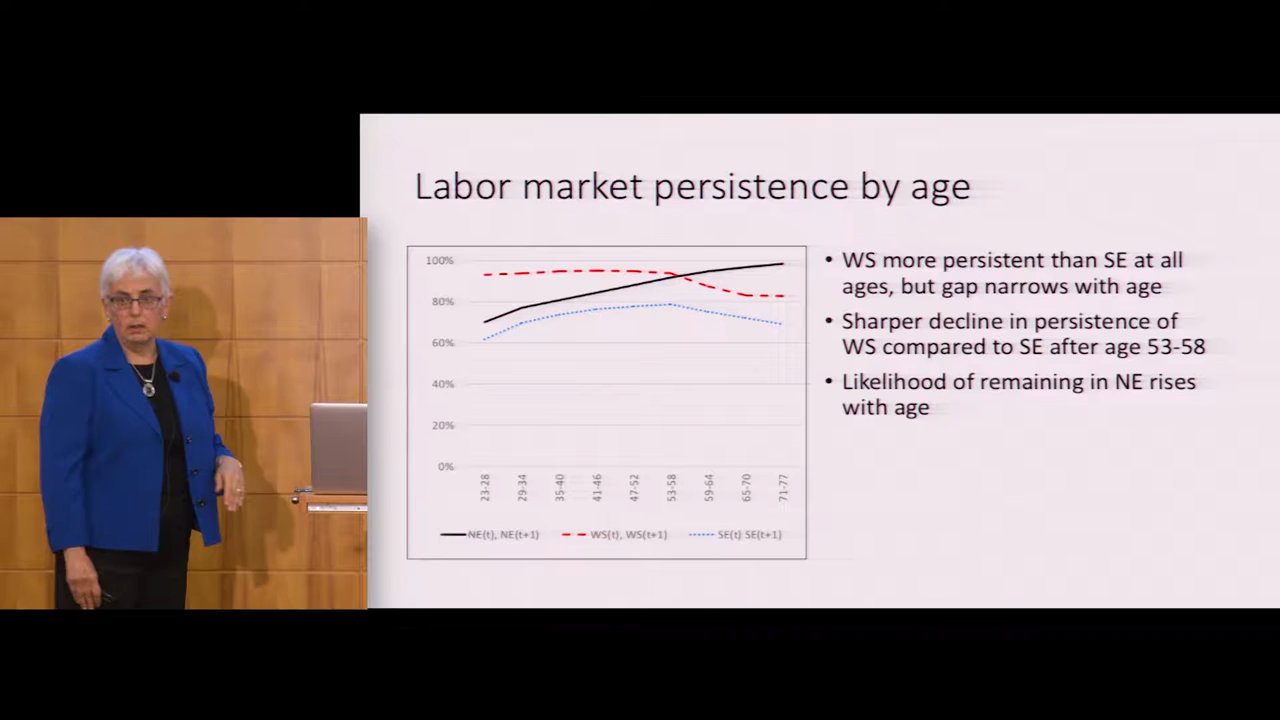 Labor market persistence by age
100%
80%
60%
40%
20%
0%
23-28
29-34
35-40
41-46
47-52
53-58
59-64
65-70
71-77
NE(t), NE(t+1)
WS(t), WS(t+1)
SE(t) SE(t+1)
• WS more persistent than SE at all
ages, but gap narrows with age
• Sharper decline in persistence of
WS compared to SE after age 53-58
• Likelihood of remaining in NE rises
with age